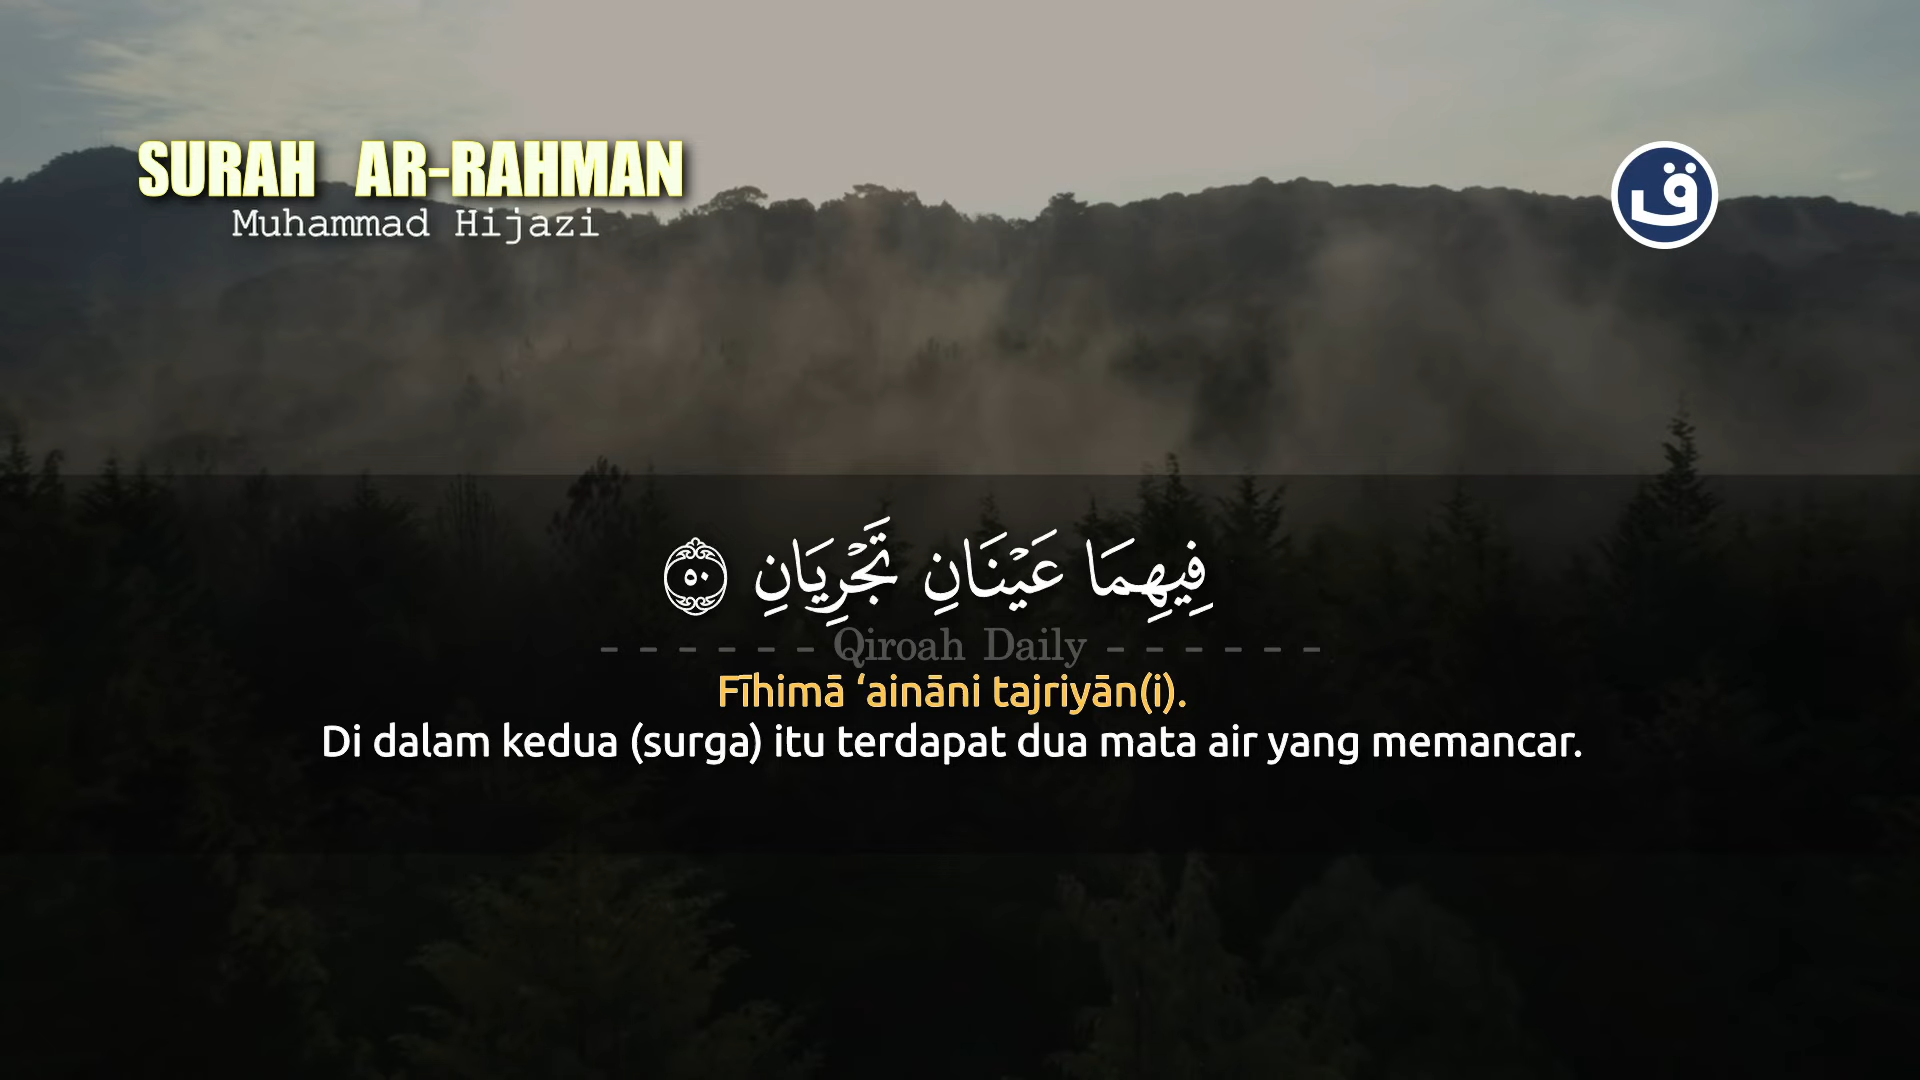 SURAH AR-RAHMAN
Muhammad Hijazi
ق
فِيهِمَا عَيْنَانِ تَجْرِيَانِ ۝٥٠
- - - - - - Qiroah Daily - - - - - -
Fīhimā ‘aināni tajriyān(i).
Di dalam kedua (surga) itu terdapat dua mata air yang memancar.